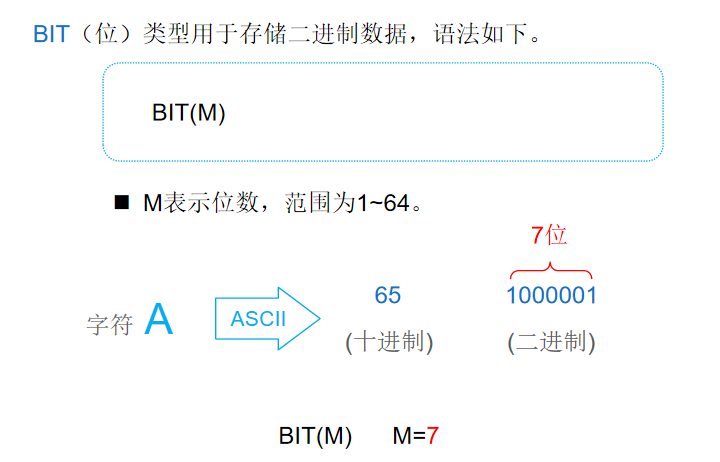 BIT（位）类型用于存储二进制数据，语法如下。
BIT(M)
■ M表示位数，范围为1~64。
7位
字符 A ASCII 65 1000001
(十进制) (二进制)
BIT(M) M=7